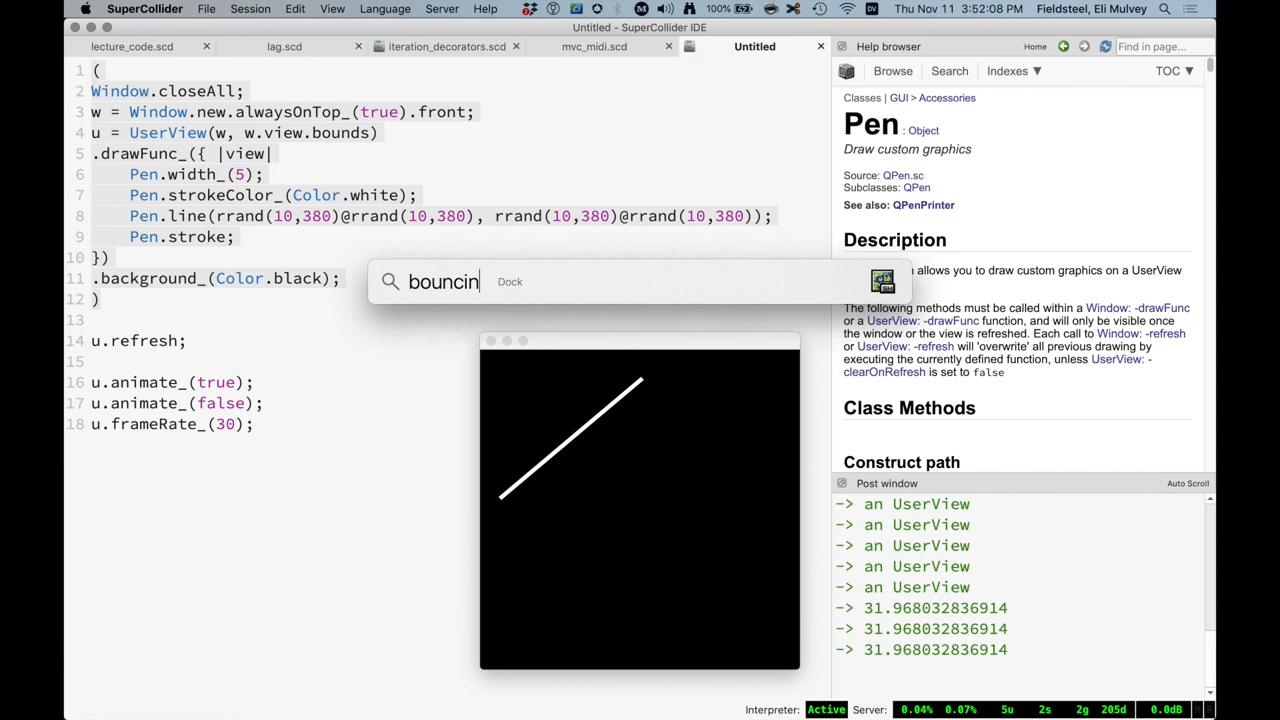 SuperCollider File Session Edit View Language Server Help 100% Thu Nov 11 3:52:08 PM Fieldsteel, Eli Mulvey
Untitled - SuperCollider IDE
lecture_code.scd lag.scd iteration_decorators.scd mvc_midi.scd Untitled
1 (
2 Window.closeAll;
3 w = Window.new.alwaysOnTop_(true).front;
4 u = UserView(w, w.view.bounds)
5 .drawFunc_({ |view|
6 Pen.width_(5);
7 Pen.strokeColor_(Color.white);
8 Pen.line(rrand(10,380)@rrand(10,380), rrand(10,380)@rrand(10,380));
9 Pen.stroke;
10 })
11 .background_(Color.black);
12 )
13
14 u.refresh;
15
16 u.animate_(true);
17 u.animate_(false);
18 u.frameRate_(30);
bouncin Dock
Help browser Home Find in page...
Browse Search Indexes ▼ TOC ▼
Classes | GUI > Accessories
Pen : Object
Draw custom graphics
Source: QPen.sc
Subclasses: QPen
See also: QPenPrinter
Description
allows you to draw custom graphics on a UserView
The following methods must be called within a Window: -drawFunc
or a UserView: -drawFunc function, and will only be visible once
the window or the view is refreshed. Each call to Window: -refresh
or UserView: -refresh will 'overwrite' all previous drawing by
executing the currently defined function, unless UserView: -
clearOnRefresh is set to false
Class Methods
Construct path
Post window Auto Scroll
-> an UserView
-> an UserView
-> an UserView
-> an UserView
-> an UserView
-> 31.968032836914
-> 31.968032836914
-> 31.968032836914
Interpreter: Active Server: 0.04% 0.07% 5u 2s 2g 205d 0.0dB M R